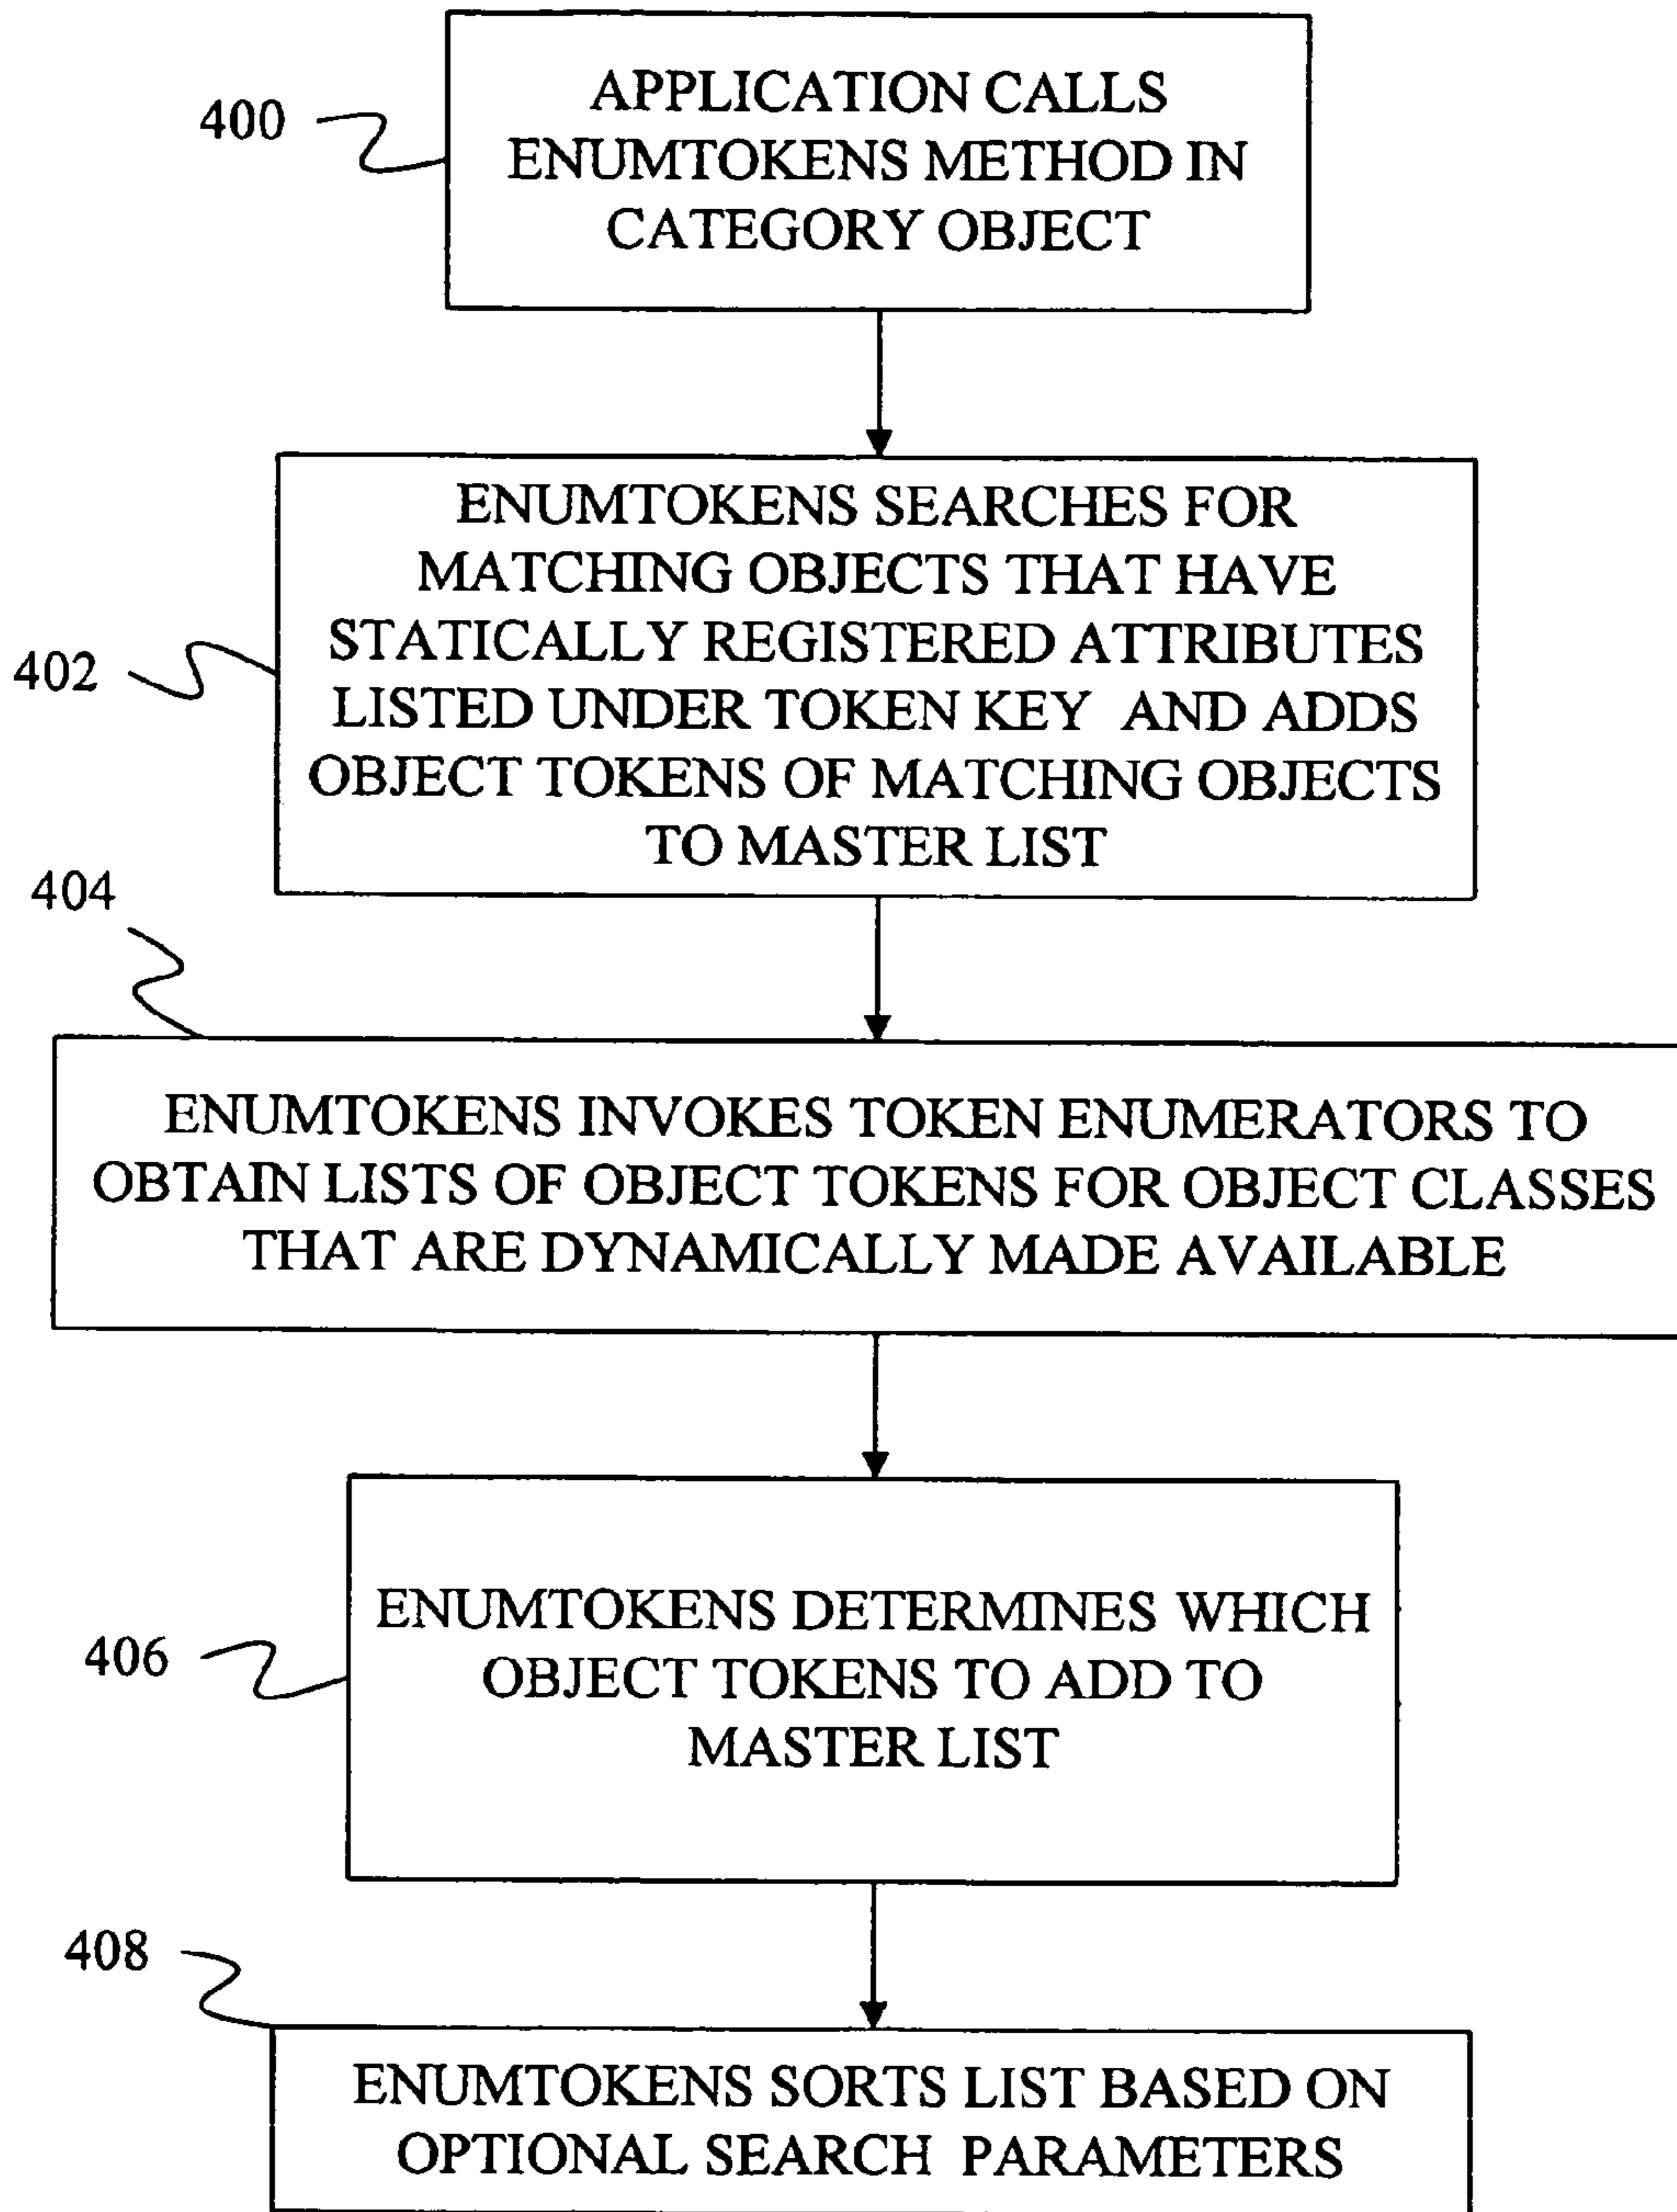 400
APPLICATION CALLS
ENUMTOKENS METHOD IN
CATEGORY OBJECT
402
ENUMTOKENS SEARCHES FOR
MATCHING OBJECTS THAT HAVE
STATICALLY REGISTERED ATTRIBUTES
LISTED UNDER TOKEN KEY AND ADDS
OBJECT TOKENS OF MATCHING OBJECTS
TO MASTER LIST
404
ENUMTOKENS INVOKES TOKEN ENUMERATORS TO
OBTAIN LISTS OF OBJECT TOKENS FOR OBJECT CLASSES
THAT ARE DYNAMICALLY MADE AVAILABLE
406
ENUMTOKENS DETERMINES WHICH
OBJECT TOKENS TO ADD TO
MASTER LIST
408
ENUMTOKENS SORTS LIST BASED ON
OPTIONAL SEARCH PARAMETERS